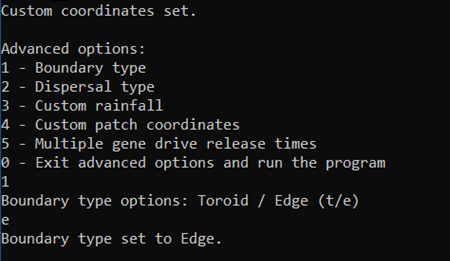 Custom coordinates set.
Advanced options:
1 - Boundary type
2 - Dispersal type
3 - Custom rainfall
4 - Custom patch coordinates
5 - Multiple gene drive release times
0 - Exit advanced options and run the program
1
Boundary type options: Toroid / Edge (t/e)
e
Boundary type set to Edge.